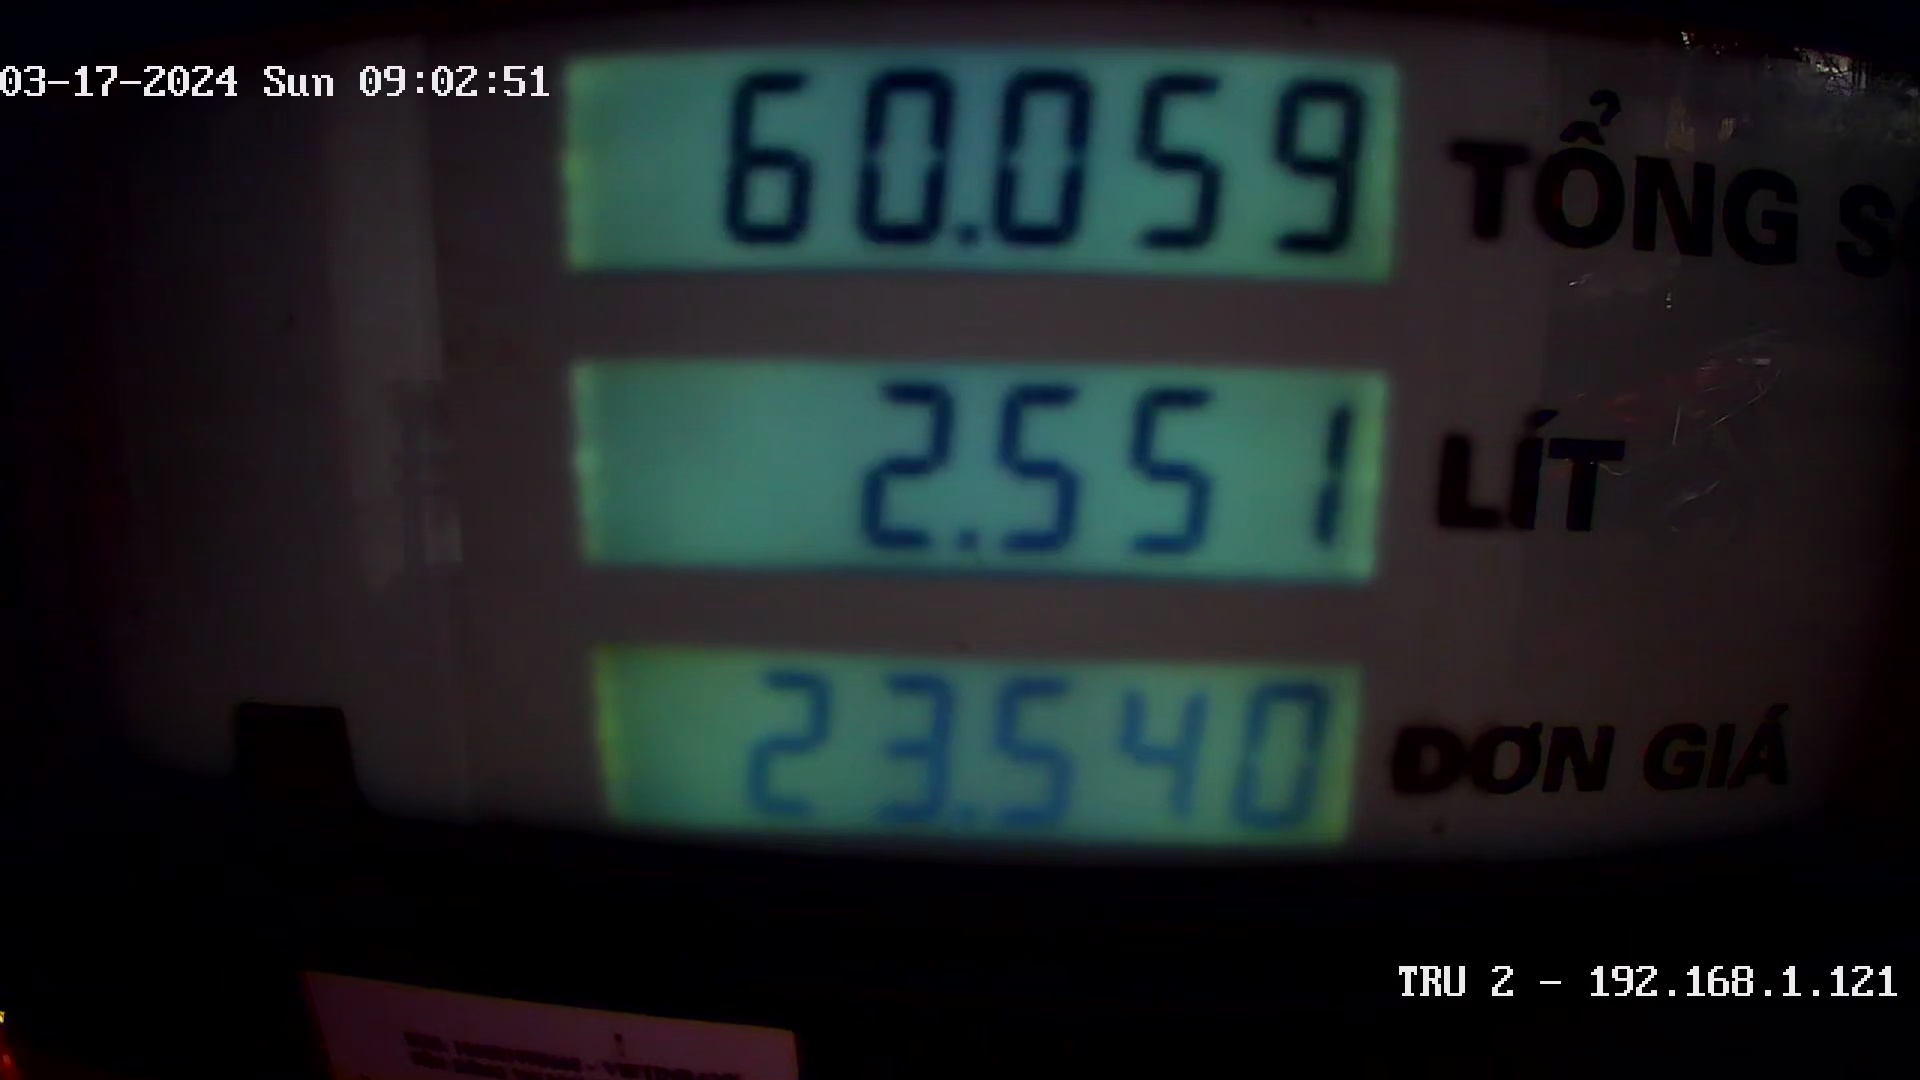 03-17-2024 Sun 09:02:51
60.059
TỔNG S
2.551
LÍT
23.540
ĐƠN GIÁ
TRU 2 - 192.168.1.121